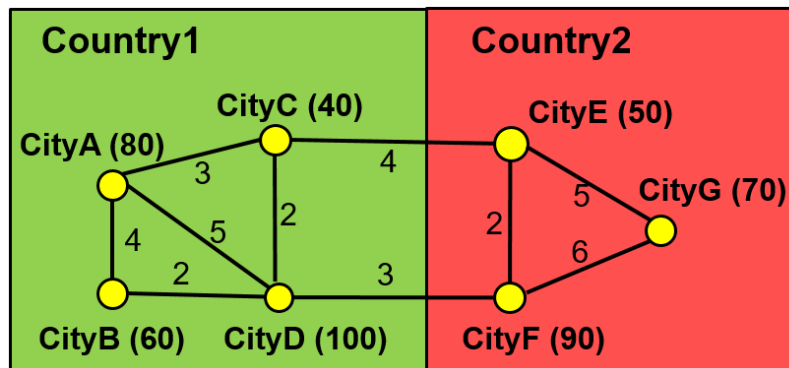 Country1 Country2
CityC (40)
CityE (50)
CityA (80)
3
4
CityG (70)
5
4
5
2
2
6
2
3
CityB (60) CityD (100) CityF (90)